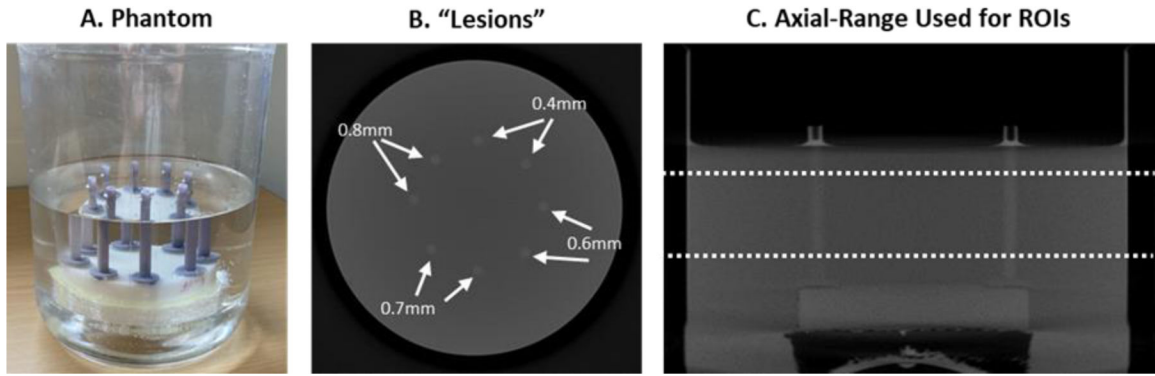 A. Phantom
B. “Lesions”
C. Axial-Range Used for ROIs
0.4mm
0.8mm
0.6mm
0.7mm